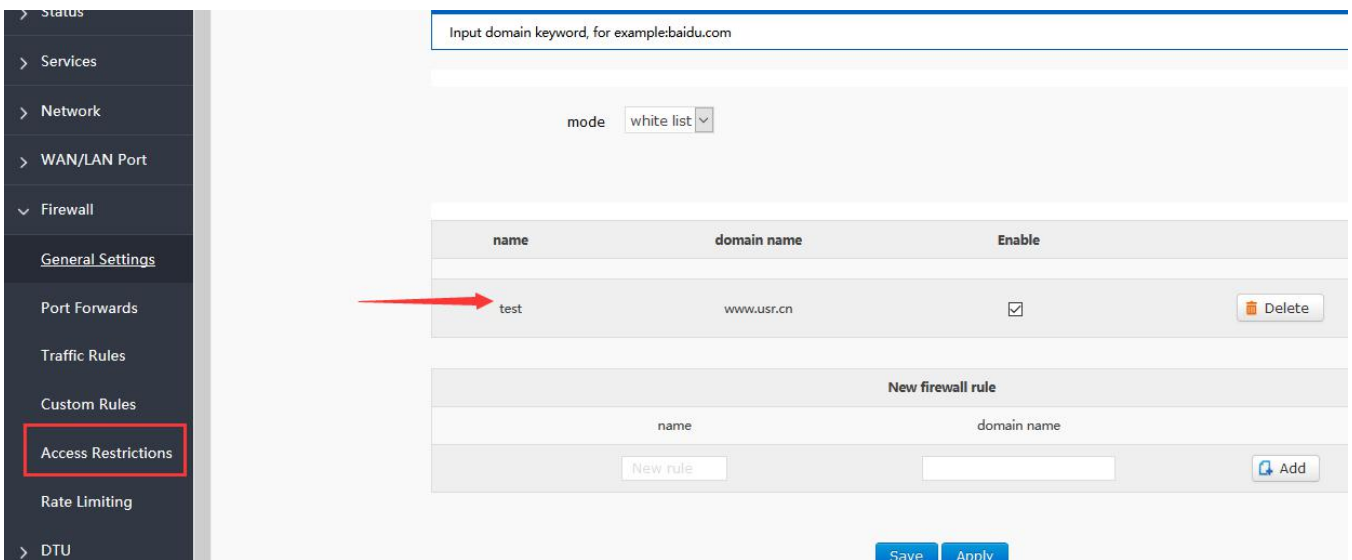 Status
Services
Network
WAN/LAN Port
Firewall
General Settings
Port Forwards
Traffic Rules
Custom Rules
Access Restrictions
Rate Limiting
DTU
Input domain keyword, for example:baidu.com
mode white list
name domain name Enable
test www.usr.cn Delete
New firewall rule
name domain name
New rule Add
Save Apply